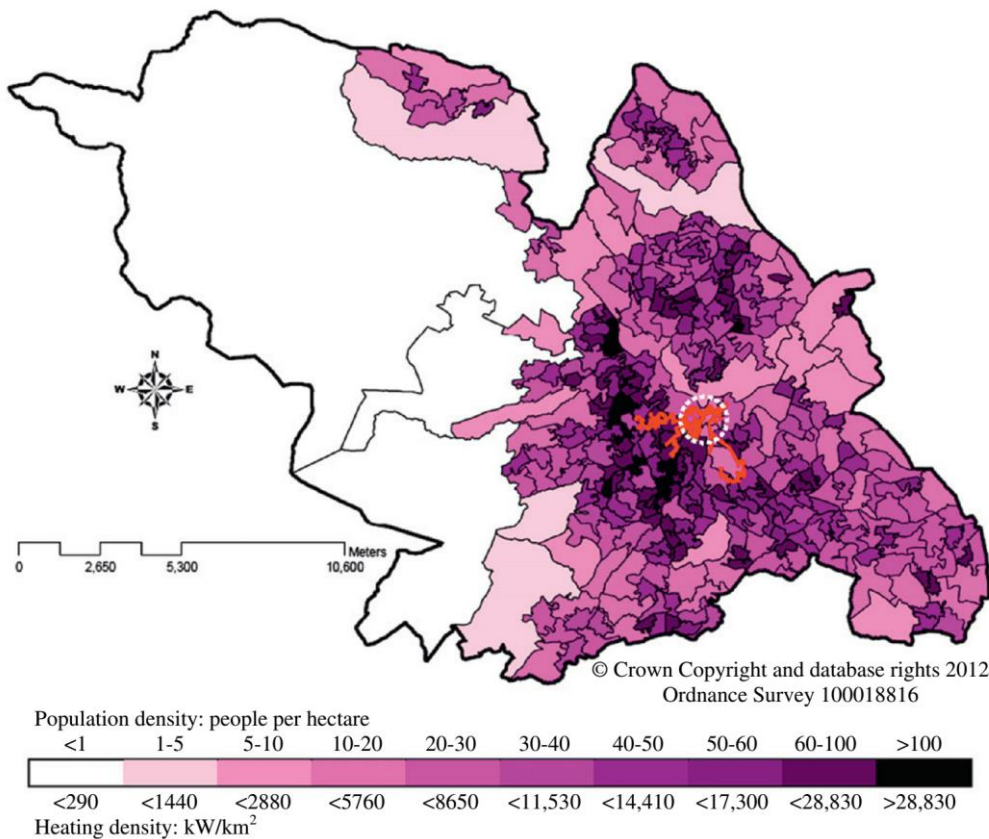 N
W E
S
Meters
0 2,650 5,300 10,600
© Crown Copyright and database rights 2012
Ordnance Survey 100018816
Population density: people per hectare
<1 1-5 5-10 10-20 20-30 30-40 40-50 50-60 60-100 >100
<290 <1440 <2880 <5760 <8650 <11,530 <14,410 <17,300 <28,830 >28,830
Heating density: kW/km²